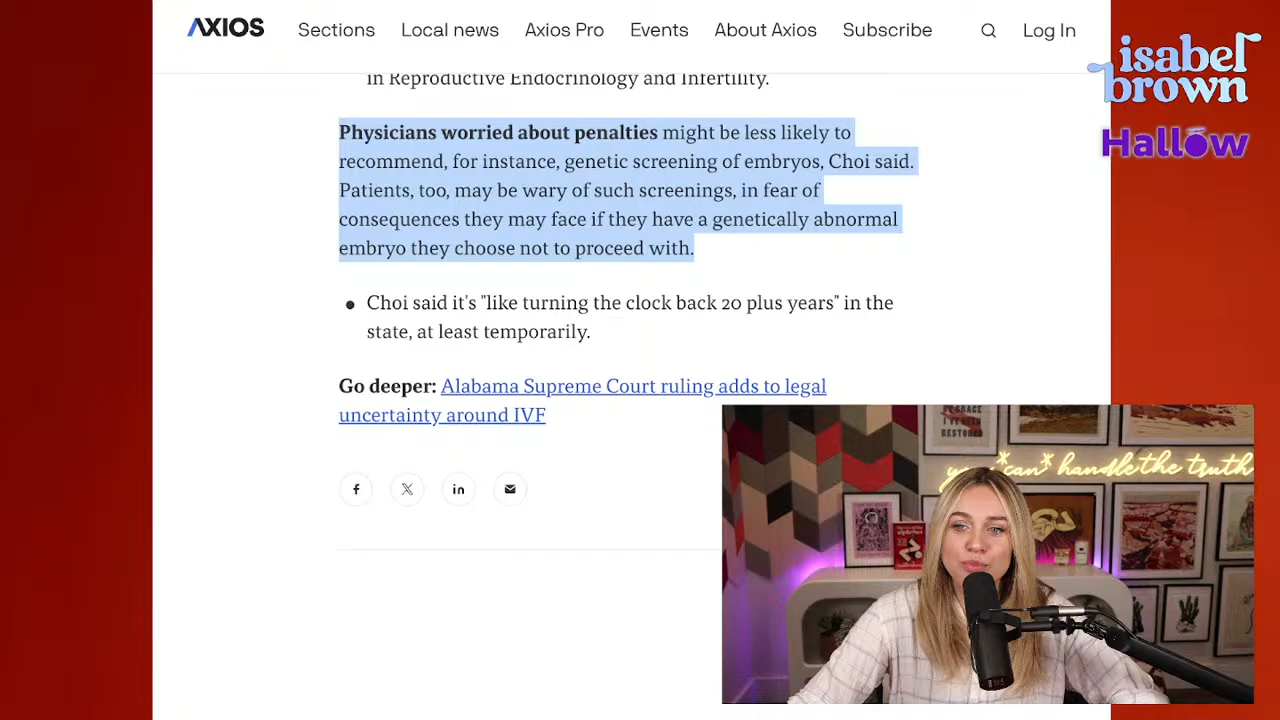 AXIOS
Sections Local news Axios Pro Events About Axios Subscribe Log In
isabel
brown
Hallow
in Reproductive Endocrinology and Infertility.
Physicians worried about penalties might be less likely to
recommend, for instance, genetic screening of embryos, Choi said.
Patients, too, may be wary of such screenings, in fear of
consequences they may face if they have a genetically abnormal
embryo they choose not to proceed with.
• Choi said it's "like turning the clock back 20 plus years" in the
state, at least temporarily.
Go deeper: Alabama Supreme Court ruling adds to legal
uncertainty around IVF
you *can* handle the truth
RESTORED